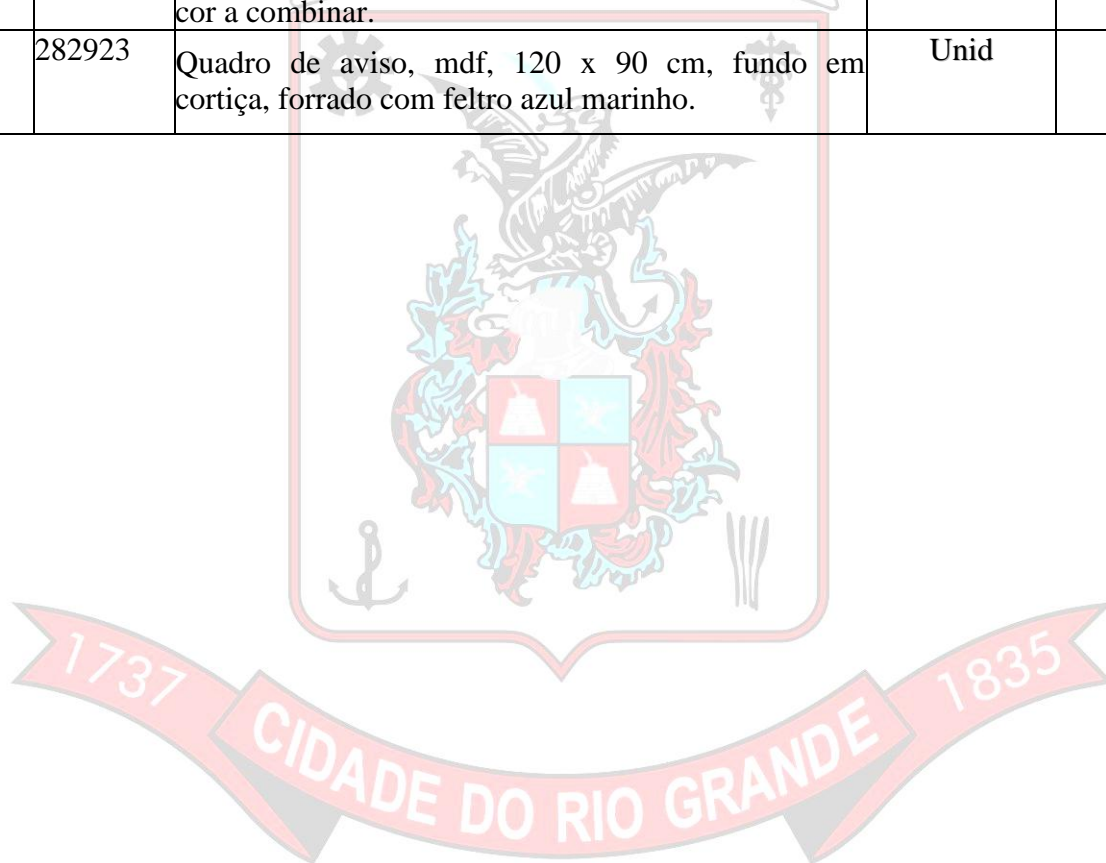 cor a combinar.
282923 Quadro de aviso, mdf, 120 x 90 cm, fundo em Unid
cortiça, forrado com feltro azul marinho.
1737 CIDADE DO RIO GRANDE 1835